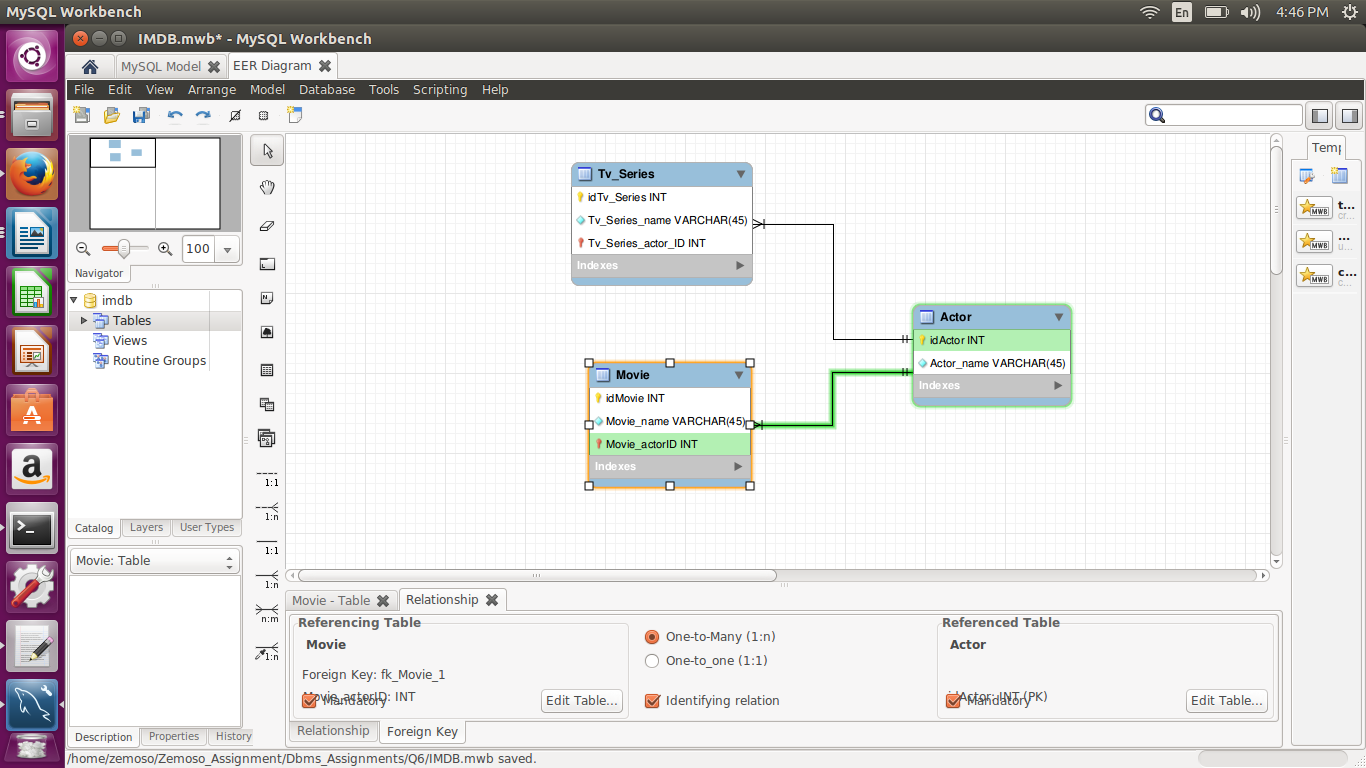 MySQL Workbench
En
4:46 PM
IMDB.mwb* - MySQL Workbench
MySQL Model
EER Diagram
File Edit View Arrange Model Database Tools Scripting Help
100
Navigator
imdb
Tables
Views
Routine Groups
Catalog Layers User Types
Movie: Table
Description Properties History
1:1
1:n
1:1
1:n
n:m
1:n
Tv_Series
idTv_Series INT
Tv_Series_name VARCHAR(45)
Tv_Series_actor_ID INT
Indexes
Movie
idMovie INT
Movie_name VARCHAR(45)
Movie_actorID INT
Indexes
Actor
idActor INT
Actor_name VARCHAR(45)
Indexes
Temp
MWB
t...
cr...
MWB
...
u...
MWB
c...
c...
Movie - Table
Relationship
Referencing Table
Movie
Foreign Key: fk_Movie_1
Movie_actorID: INT
Mandatory
Edit Table...
One-to-Many (1:n)
One-to_one (1:1)
Identifying relation
Referenced Table
Actor
idActor: INT (PK)
Mandatory
Edit Table...
Relationship Foreign Key
/home/zemoso/Zemoso_Assignment/Dbms_Assignments/Q6/IMDB.mwb saved.